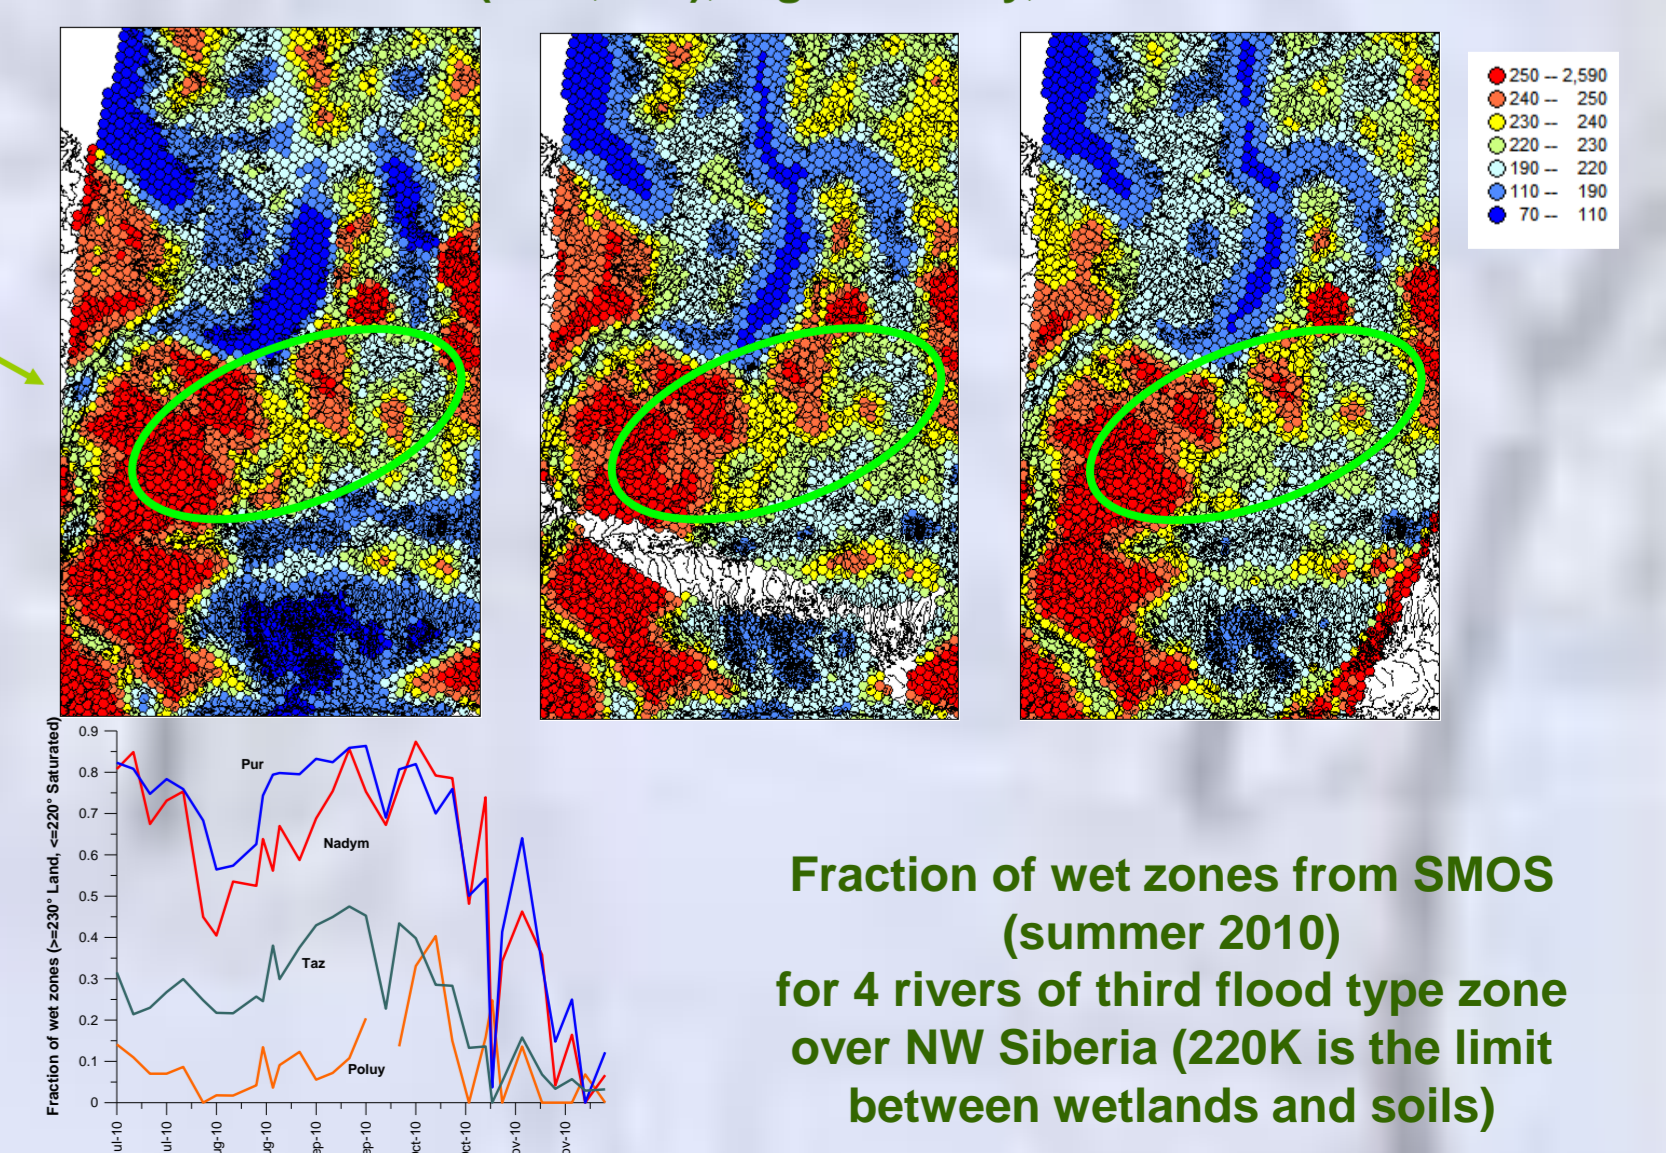 250 -- 2,590
240 -- 250
230 -- 240
220 -- 230
190 -- 220
110 -- 190
70 -- 110
Fraction of wet zones (>=230° Land, <=220° Saturated)
0.9
0.8
0.7
0.6
0.5
0.4
0.3
0.2
0.1
0
Pur
Nadym
Taz
Poluy
Fraction of wet zones from SMOS
(summer 2010)
for 4 rivers of third flood type zone
over NW Siberia (220K is the limit
between wetlands and soils)